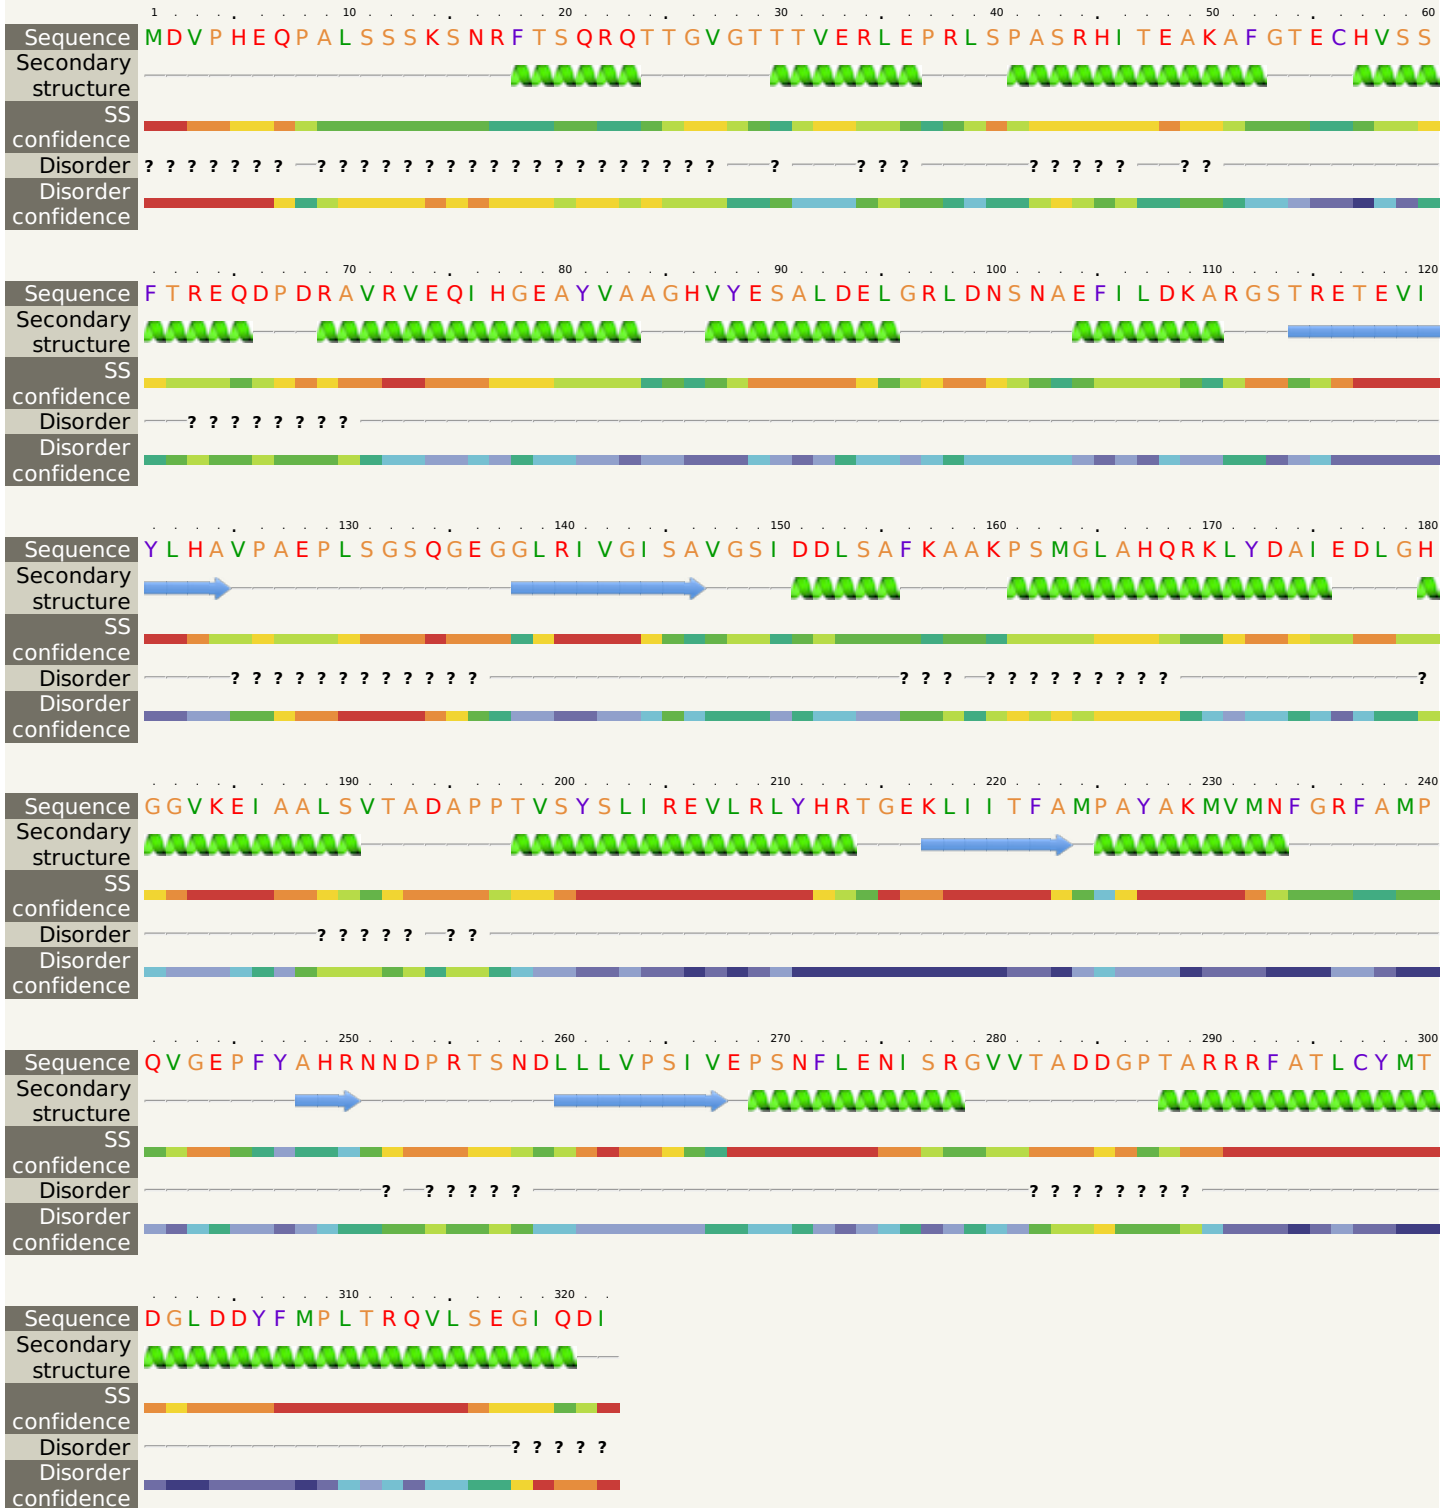 1 10 20 30 40 50 60
Sequence M D V P H E Q P A L S S S K S N R F T S Q R Q T T G V G T T T V E R L E P R L S P A S R H I T E A K A F G T E C H V S S
Secondary
structure
SS
confidence
Disorder ? ? ? ? ? ? ? ? ? ? ? ? ? ? ? ? ? ? ? ? ? ? ? ? ? ? ? ? ? ? ? ? ? ? ? ? ?
Disorder
confidence
70 80 90 100 110 120
Sequence F T R E Q D P D R A V R V E Q I H G E A Y V A A G H V Y E S A L D E L G R L D N S N A E F I L D K A R G S T R E T E V I
Secondary
structure
SS
confidence
Disorder ? ? ? ? ? ? ? ?
Disorder
confidence
130 140 150 160 170 180
Sequence Y L H A V P A E P L S G S Q G E G G L R I V G I S A V G S I D D L S A F K A A K P S M G L A H Q R K L Y D A I E D L G H
Secondary
structure
SS
confidence
Disorder ? ? ? ? ? ? ? ? ? ? ? ? ? ? ? ? ? ? ? ? ? ? ? ? ?
Disorder
confidence
190 200 210 220 230 240
Sequence G G V K E I A A L S V T A D A P P T V S Y S L I R E V L R L Y H R T G E K L I I T F A M P A Y A K M V M N F G R F A M P
Secondary
structure
SS
confidence
Disorder ? ? ? ? ? ? ?
Disorder
confidence
250 260 270 280 290 300
Sequence Q V G E P F Y A H R N N D P R T S N D L L L V P S I V E P S N F L E N I S R G V V T A D D G P T A R R R F A T L C Y M T
Secondary
structure
SS
confidence
Disorder ? ? ? ? ? ? ? ? ? ? ? ? ? ?
Disorder
confidence
310 320
Sequence D G L D D Y F M P L T R Q V L S E G I Q D I
Secondary
structure
SS
confidence
Disorder ? ? ? ? ?
Disorder
confidence